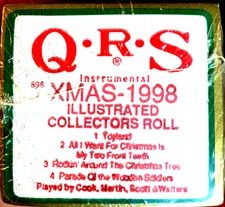 Q·R·S
®
Instrumental
898 XMAS-1998
ILLUSTRATED
COLLECTORS ROLL
1 Toyland
2 All I Want For Christmas Is
My Two Front Teeth
3 Rockin' Around The Christmas Tree
4 Parade Of the Wooden Soldiers
Played by Cook, Martin, Scott & Watters